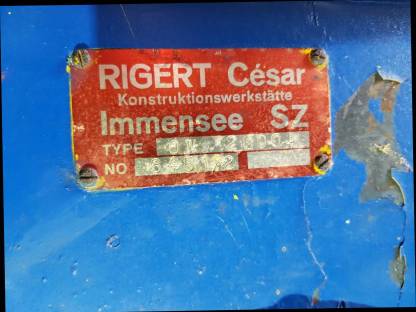 RIGERT César
Konstruktionswerkstätte
Immensee SZ
TYPE
NO